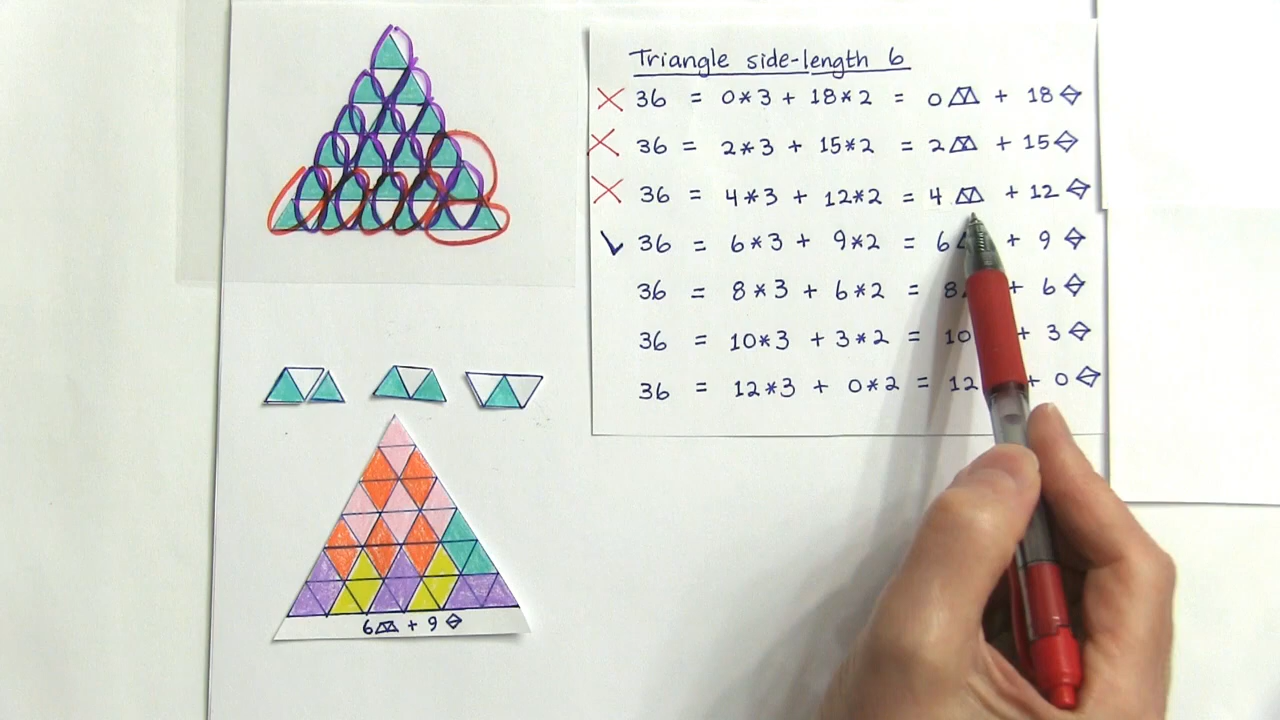 Triangle side-length 6
36 = 0*3 + 18*2 = 0 + 18
36 = 2*3 + 15*2 = 2 + 15
36 = 4*3 + 12*2 = 4 + 12
36 = 6*3 + 9*2 = 6 + 9
36 = 8*3 + 6*2 = 8 + 6
36 = 10*3 + 3*2 = 10 + 3
36 = 12*3 + 0*2 = 12 + 0
6 + 9